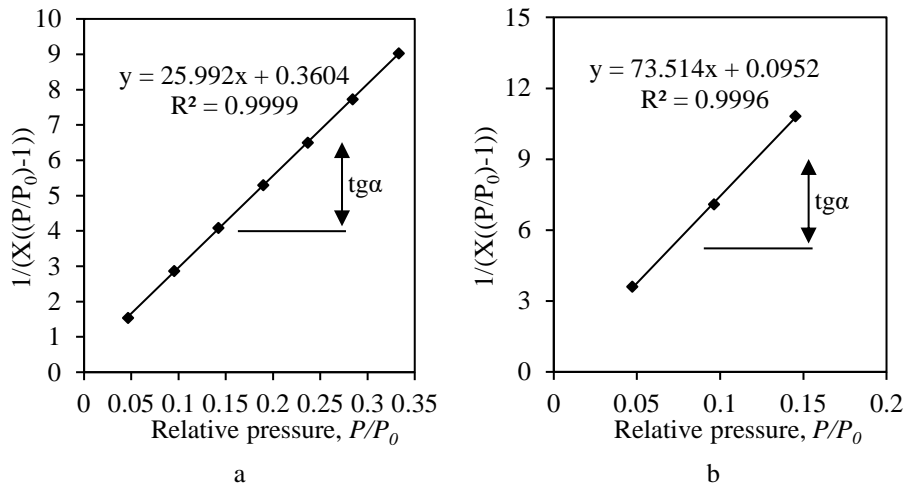 10
9
8
7
6
5
4
3
2
1
0
1/(X((P/P₀)-1))
y = 25.992x + 0.3604
R² = 0.9999
tgα
0 0.05 0.1 0.15 0.2 0.25 0.3 0.35
Relative pressure, P/P₀
a
15
12
9
6
3
0
1/(X((P/P₀)-1))
y = 73.514x + 0.0952
R² = 0.9996
tgα
0 0.05 0.1 0.15 0.2
Relative pressure, P/P₀
b